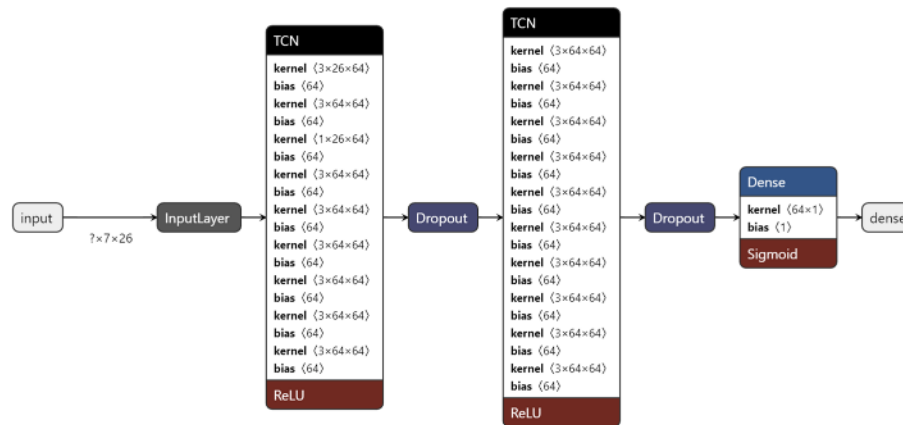 input
?×7×26
InputLayer
TCN
kernel ⟨3×26×64⟩
bias ⟨64⟩
kernel ⟨3×64×64⟩
bias ⟨64⟩
kernel ⟨1×26×64⟩
bias ⟨64⟩
kernel ⟨3×64×64⟩
bias ⟨64⟩
kernel ⟨3×64×64⟩
bias ⟨64⟩
kernel ⟨3×64×64⟩
bias ⟨64⟩
kernel ⟨3×64×64⟩
bias ⟨64⟩
kernel ⟨3×64×64⟩
bias ⟨64⟩
kernel ⟨3×64×64⟩
bias ⟨64⟩
ReLU
Dropout
TCN
kernel ⟨3×64×64⟩
bias ⟨64⟩
kernel ⟨3×64×64⟩
bias ⟨64⟩
kernel ⟨3×64×64⟩
bias ⟨64⟩
kernel ⟨3×64×64⟩
bias ⟨64⟩
kernel ⟨3×64×64⟩
bias ⟨64⟩
kernel ⟨3×64×64⟩
bias ⟨64⟩
kernel ⟨3×64×64⟩
bias ⟨64⟩
kernel ⟨3×64×64⟩
bias ⟨64⟩
kernel ⟨3×64×64⟩
bias ⟨64⟩
kernel ⟨3×64×64⟩
bias ⟨64⟩
ReLU
Dropout
Dense
kernel ⟨64×1⟩
bias ⟨1⟩
Sigmoid
dense